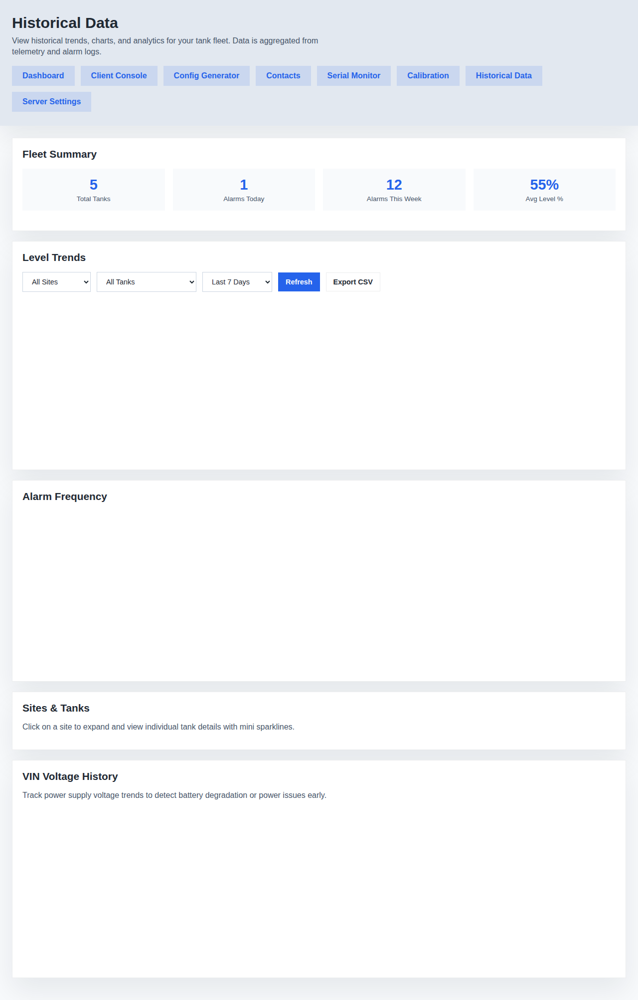 Historical Data
View historical trends, charts, and analytics for your tank fleet. Data is aggregated from
telemetry and alarm logs.
Dashboard Client Console Config Generator Contacts Serial Monitor Calibration Historical Data
Server Settings
Fleet Summary
5 1 12 55%
Total Tanks Alarms Today Alarms This Week Avg Level %
Level Trends
All Sites All Tanks Last 7 Days Refresh Export CSV
Alarm Frequency
Sites & Tanks
Click on a site to expand and view individual tank details with mini sparklines.
VIN Voltage History
Track power supply voltage trends to detect battery degradation or power issues early.